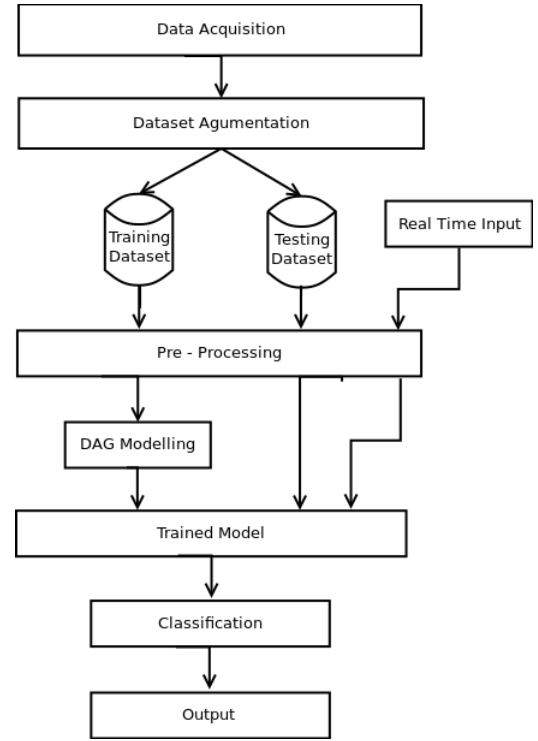 Data Acquisition
Dataset Agumentation
Training
Dataset
Testing
Dataset
Real Time Input
Pre - Processing
DAG Modelling
Trained Model
Classification
Output